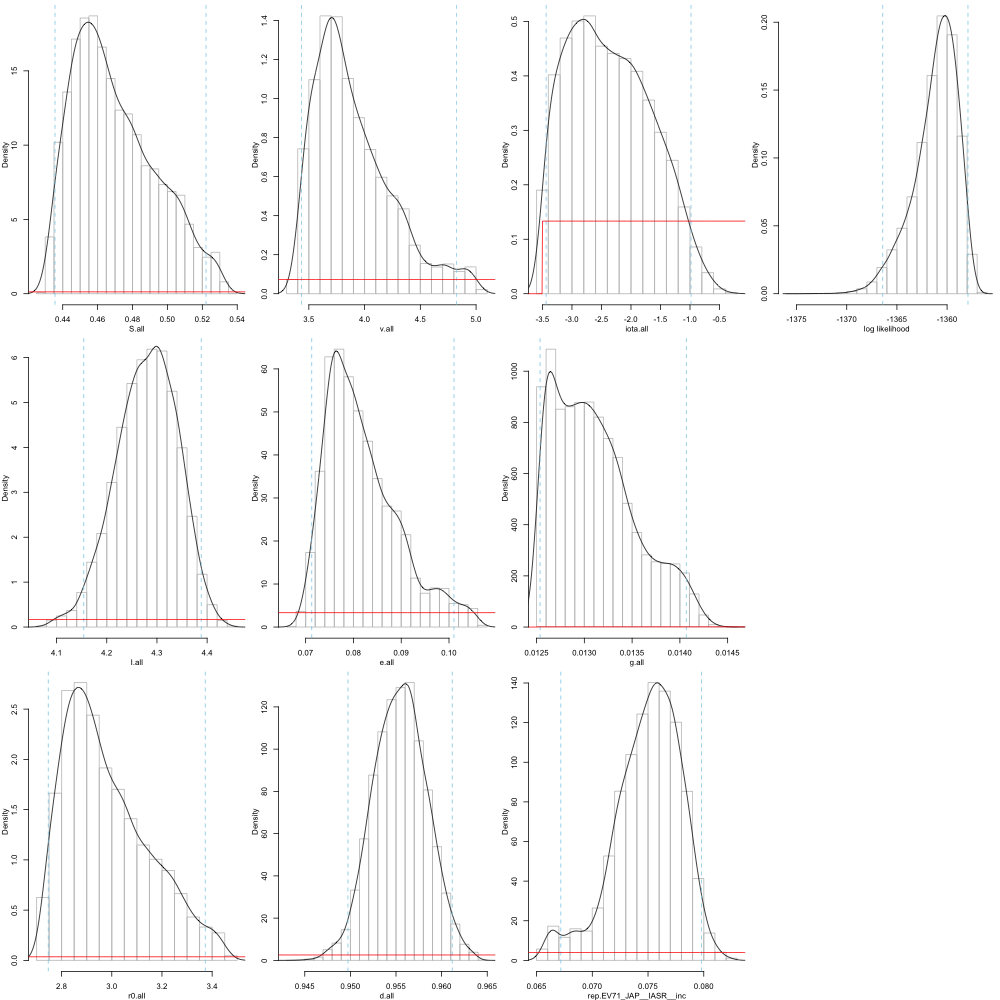 Density
0 5 10 15
0.44 0.46 0.48 0.50 0.52 0.54
S.all
Density
0.0 0.2 0.4 0.6 0.8 1.0 1.2 1.4
3.5 4.0 4.5 5.0
v.all
Density
0.0 0.1 0.2 0.3 0.4 0.5
-3.5 -3.0 -2.5 -2.0 -1.5 -1.0 -0.5
iota.all
Density
0.00 0.05 0.10 0.15 0.20
-1375 -1370 -1365 -1360
log likelihood
Density
0 1 2 3 4 5 6
4.1 4.2 4.3 4.4
l.all
Density
0 10 20 30 40 50 60
0.07 0.08 0.09 0.10
e.all
Density
0 200 400 600 800 1000
0.0125 0.0130 0.0135 0.0140 0.0145
g.all
Density
0.0 0.5 1.0 1.5 2.0 2.5
2.8 3.0 3.2 3.4
r0.all
Density
0 20 40 60 80 100 120
0.945 0.950 0.955 0.960 0.965
d.all
Density
0 20 40 60 80 100 120 140
0.065 0.070 0.075 0.080
rep.EV71_JAP__IASR__inc